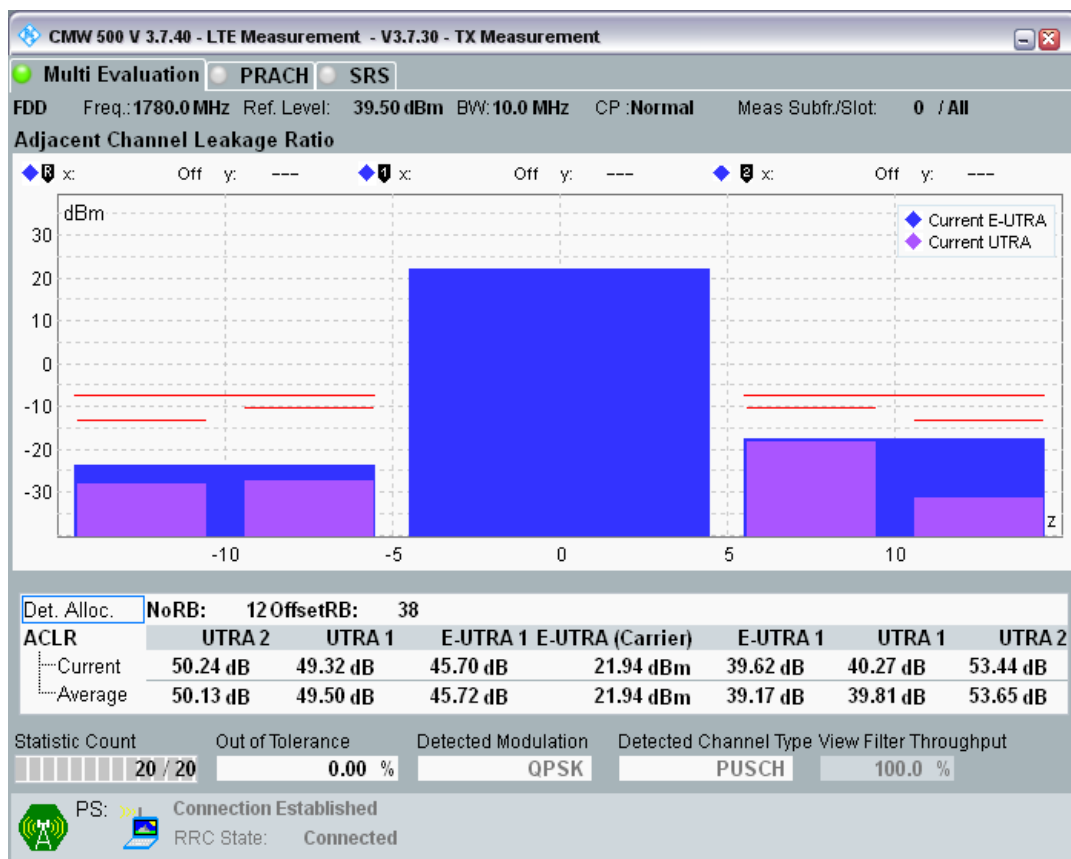 CMW 500 V 3.7.40 - LTE Measurement - V3.7.30 - TX Measurement
Multi Evaluation PRACH SRS
FDD Freq.: 1780.0 MHz Ref. Level: 39.50 dBm BW: 10.0 MHz CP :Normal Meas Subfr./Slot: 0 / All
Adjacent Channel Leakage Ratio
R x: Off y: --- 1 x: Off y: --- 2 x: Off y: ---
dBm
Current E-UTRA
Current UTRA
30
20
10
0
-10
-20
-30
z
-10 -5 0 5 10
Det. Alloc. NoRB: 12 OffsetRB: 38
ACLR UTRA 2 UTRA 1 E-UTRA 1 E-UTRA (Carrier) E-UTRA 1 UTRA 1 UTRA 2
Current 50.24 dB 49.32 dB 45.70 dB 21.94 dBm 39.62 dB 40.27 dB 53.44 dB
Average 50.13 dB 49.50 dB 45.72 dB 21.94 dBm 39.17 dB 39.81 dB 53.65 dB
Statistic Count Out of Tolerance Detected Modulation Detected Channel Type View Filter Throughput
20 / 20 0.00 % QPSK PUSCH 100.0 %
PS: Connection Established
RRC State: Connected